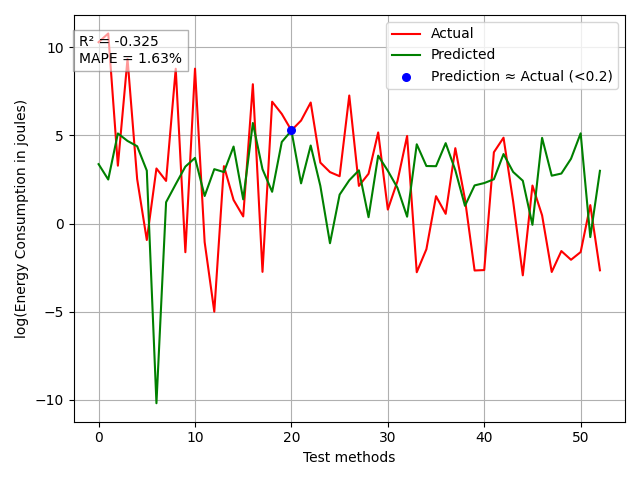 R² = -0.325
MAPE = 1.63%
Actual
Predicted
Prediction ≈ Actual (<0.2)
10
5
0
−5
−10
log(Energy Consumption in joules)
0 10 20 30 40 50
Test methods